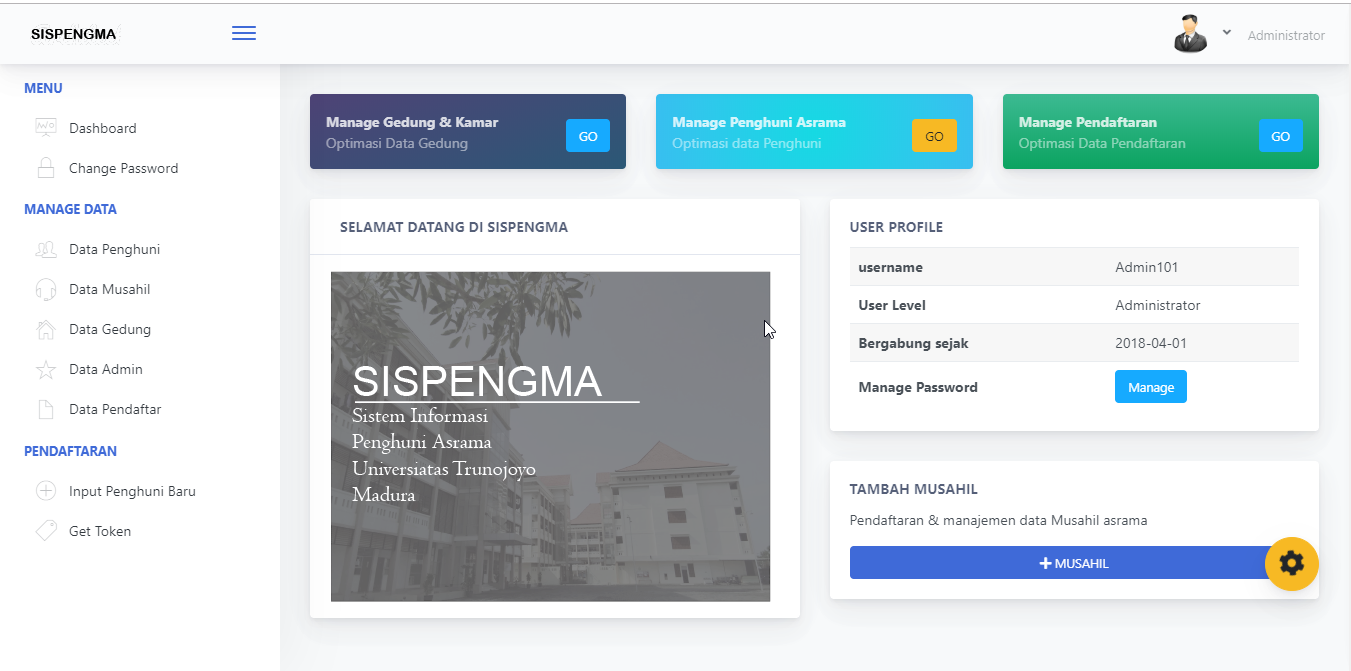 SISPENGMA
Administrator
MENU
Dashboard
Change Password
MANAGE DATA
Data Penghuni
Data Musahil
Data Gedung
Data Admin
Data Pendaftar
PENDAFTARAN
Input Penghuni Baru
Get Token
Manage Gedung & Kamar
Optimasi Data Gedung
GO
Manage Penghuni Asrama
Optimasi data Penghuni
GO
Manage Pendaftaran
Optimasi Data Pendaftaran
GO
SELAMAT DATANG DI SISPENGMA
SISPENGMA
Sistem Informasi
Penghuni Asrama
Universiatas Trunojoyo
Madura
USER PROFILE
username Admin101
User Level Administrator
Bergabung sejak 2018-04-01
Manage Password Manage
TAMBAH MUSAHIL
Pendaftaran & manajemen data Musahil asrama
+ MUSAHIL